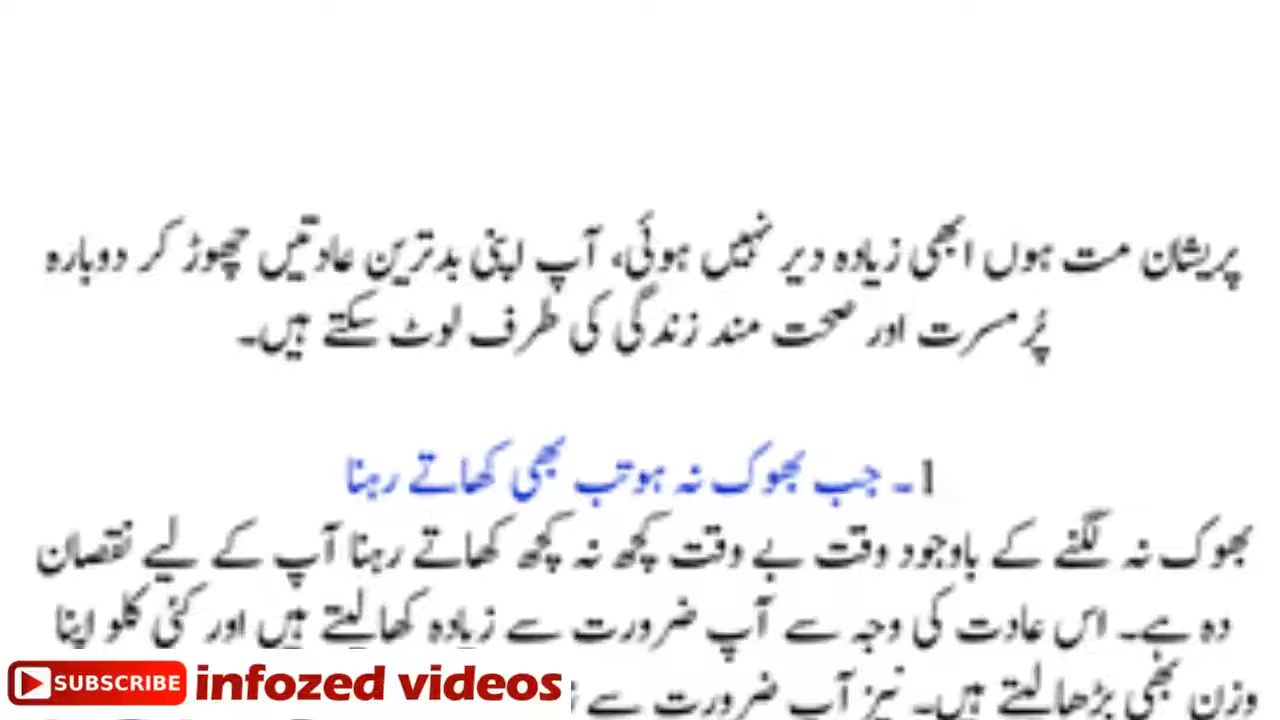 پریشان مت ہوں ابھی زیادہ دیر نہیں ہوئی، آپ اپنی بدترین عادتیں چھوڑ کر دوبارہ
پُر مسرت اور صحت مند زندگی کی طرف لوٹ سکتے ہیں۔
1۔ جب بھوک نہ ہو تب بھی کھاتے رہنا
بھوک نہ لگنے کے باوجود وقت بے وقت کچھ نہ کچھ کھاتے رہنا آپ کے لیے نقصان
دہ ہے۔ اس عادت کی وجہ سے آپ ضرورت سے زیادہ کھالیتے ہیں اور کئی کلو اپنا
وزن بھی بڑھالیتے ہیں۔ نیز آپ ضرورت سے
SUBSCRIBE infozed videos